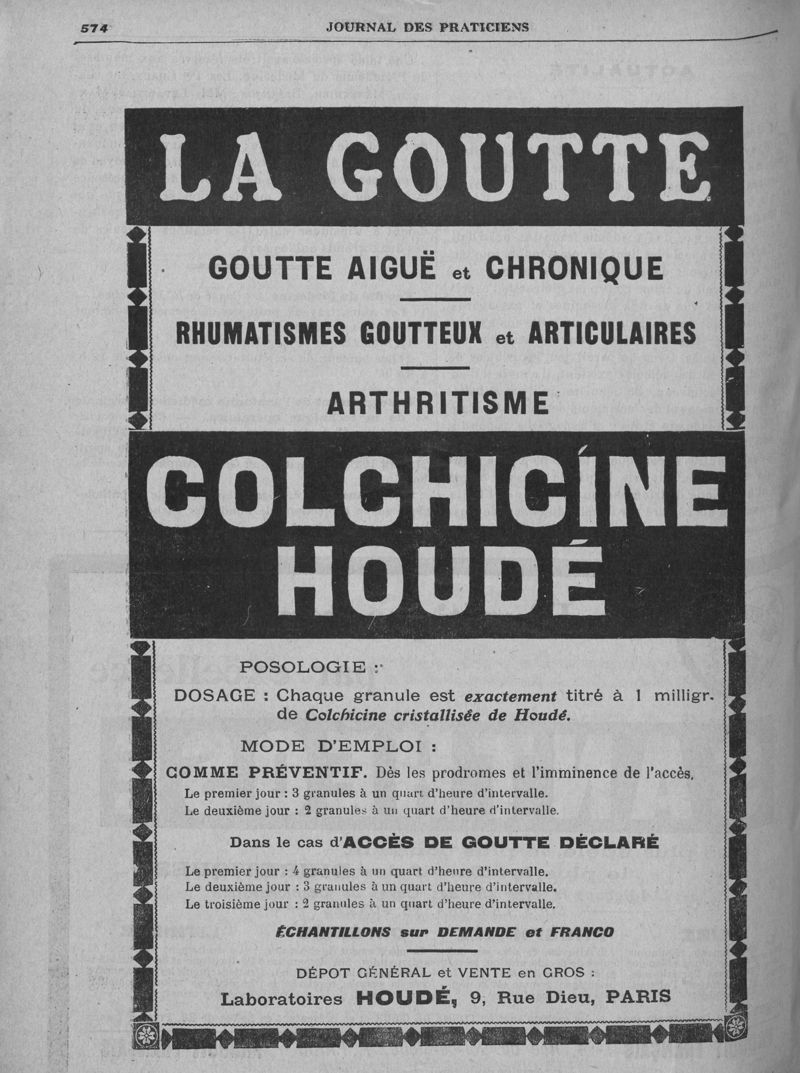 574
JOURNAL DES PRATICIENS
LA GOUTTE
GOUTTE AIGUË et CHRONIQUE
RHUMATISMES GOUTTEUX et ARTICULAIRES
ARTHRITISME
COLCHICINE
HOUDÉ
POSOLOGIE :
DOSAGE : Chaque granule est exactement titré à 1 milligr.
de Colchicine cristallisée de Houdé.
MODE D'EMPLOI :
COMME PRÉVENTIF. Dès les prodromes et l'imminence de l'accès.
Le premier jour : 3 granules à un quart d'heure d'intervalle.
Le deuxième jour : 2 granules à un quart d'heure d'intervalle.
Dans le cas d'ACCÈS DE GOUTTE DÉCLARÉ
Le premier jour : 4 granules à un quart d'heure d'intervalle.
Le deuxième jour : 3 granules à un quart d'heure d'intervalle.
Le troisième jour : 2 granules à un quart d'heure d'intervalle.
ÉCHANTILLONS sur DEMANDE et FRANCO
DÉPOT GÉNÉRAL et VENTE en GROS :
Laboratoires HOUDÉ, 9, Rue Dieu, PARIS